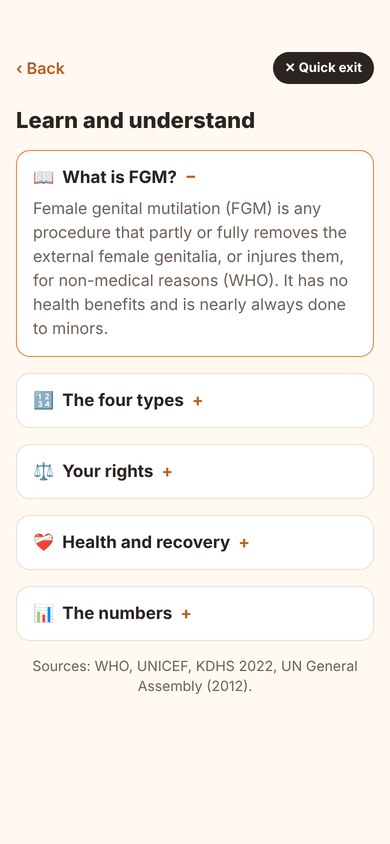 ‹ Back
✕ Quick exit
Learn and understand
📖 What is FGM? −
Female genital mutilation (FGM) is any
procedure that partly or fully removes the
external female genitalia, or injures them,
for non-medical reasons (WHO). It has no
health benefits and is nearly always done
to minors.
🔢 The four types +
⚖️ Your rights +
❤️‍🩹 Health and recovery +
📊 The numbers +
Sources: WHO, UNICEF, KDHS 2022, UN General
Assembly (2012).